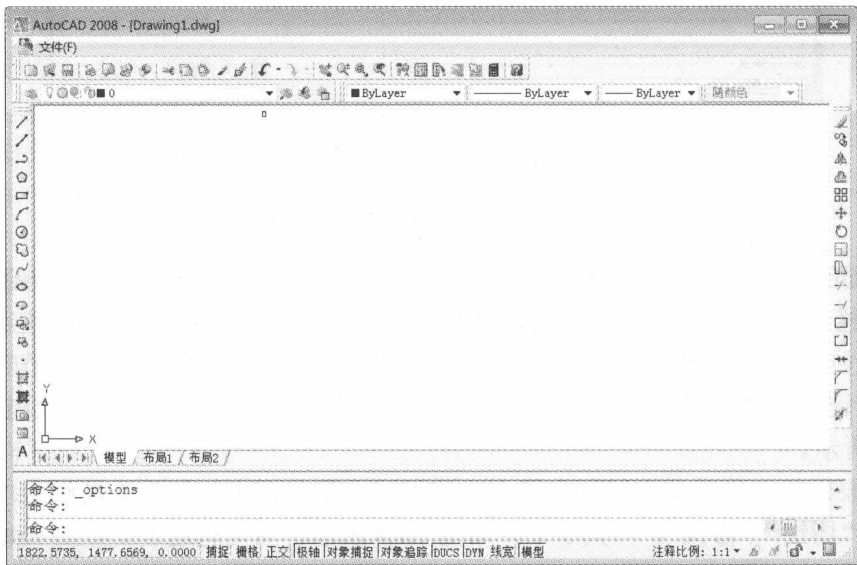 AutoCAD 2008 - [Drawing1.dwg]
文件(F)
0 ByLayer ByLayer ByLayer 随颜色
Y
X
A
模型 布局1 布局2
命令: _options
命令:
命令:
1822.5735, 1477.6569, 0.0000 捕捉 栅格 正交 极轴 对象捕捉 对象追踪 DUCS DYN 线宽 模型 注释比例: 1:1